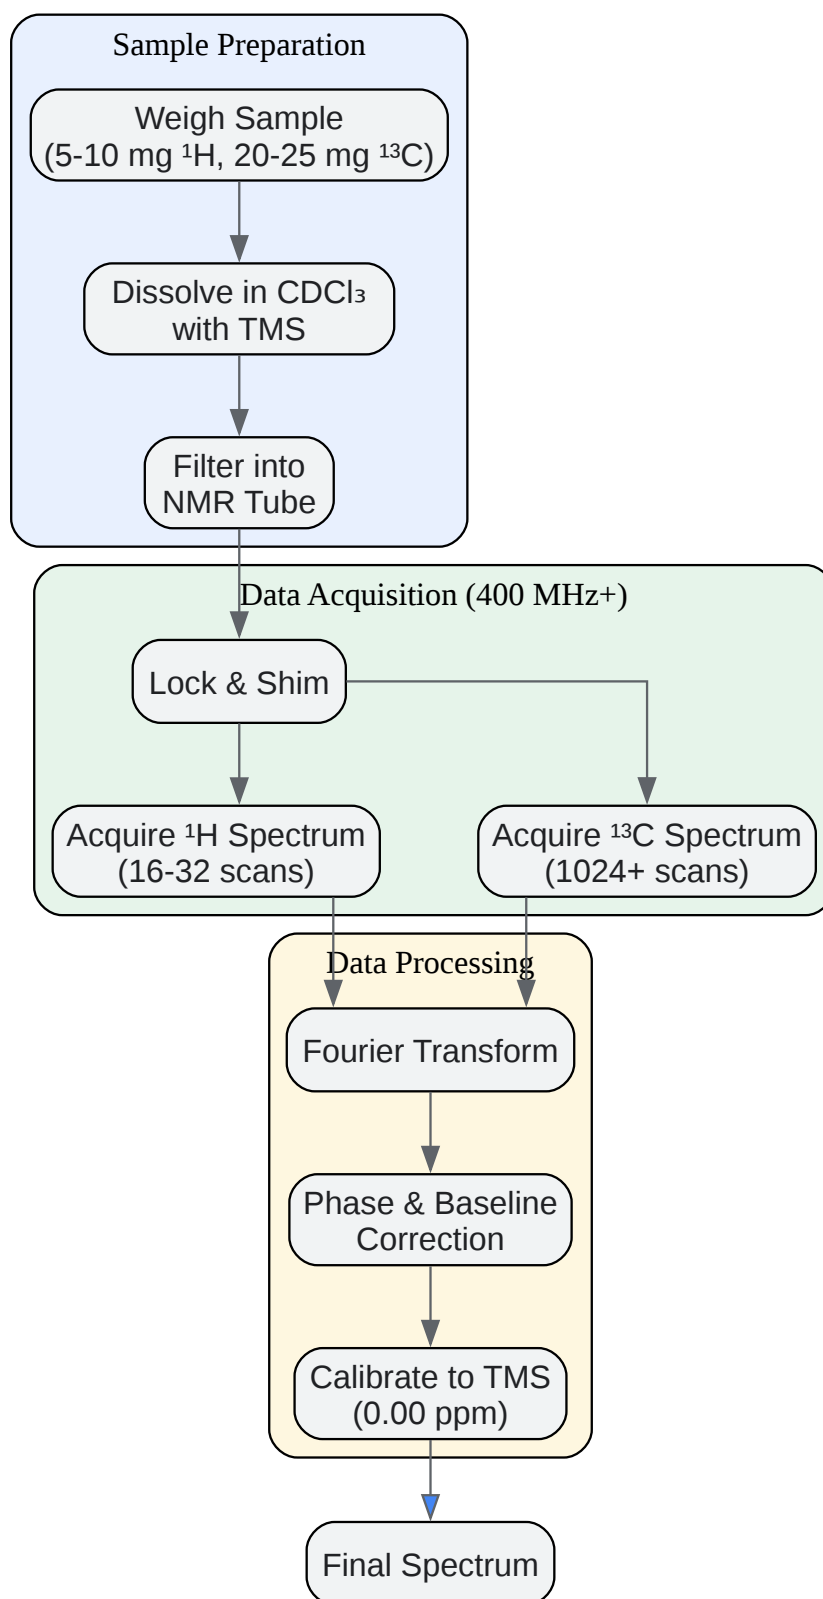 Sample Preparation
Weigh Sample
(5-10 mg ¹H, 20-25 mg ¹³C)
Dissolve in CDCl₃
with TMS
Filter into
NMR Tube
Data Acquisition (400 MHz+)
Lock & Shim
Acquire ¹H Spectrum
(16-32 scans)
Acquire ¹³C Spectrum
(1024+ scans)
Data Processing
Fourier Transform
Phase & Baseline
Correction
Calibrate to TMS
(0.00 ppm)
Final Spectrum